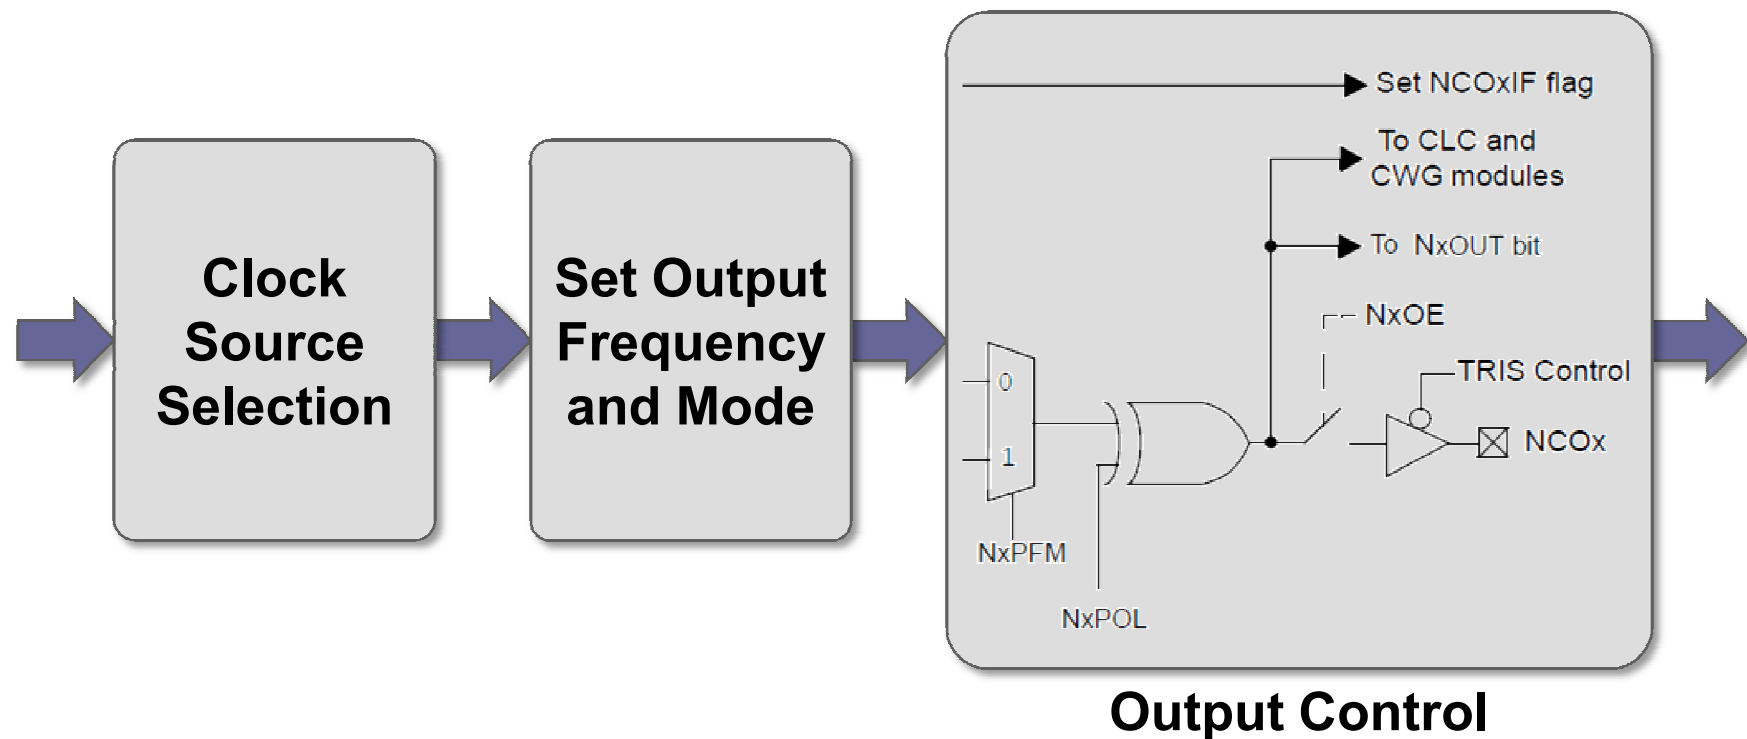 Clock
Source
Selection
Set Output
Frequency
and Mode
Set NCOxIF flag
To CLC and
CWG modules
To NxOUT bit
NxOE
TRIS Control
0
1
NCOx
NxPFM
NxPOL
Output Control